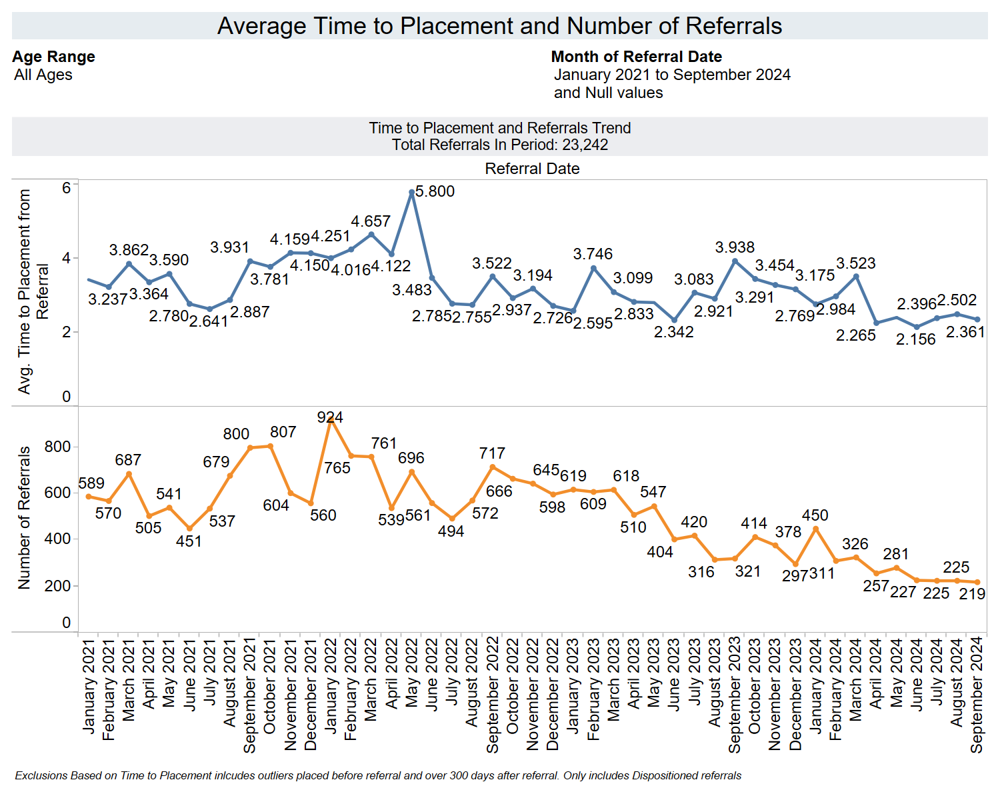 Average Time to Placement and Number of Referrals
Age Range
All Ages
Month of Referral Date
January 2021 to September 2024
and Null values
Time to Placement and Referrals Trend
Total Referrals In Period: 23,242
Referral Date
Avg. Time to Placement from
Referral
6
4
2
0
3.237
3.862
3.364
3.590
2.780
2.641
2.887
3.931
3.781
4.159
4.150
4.016
4.251
4.657
4.122
5.800
3.483
2.785
2.755
3.522
2.937
3.194
2.726
2.595
3.746
3.099
2.833
2.342
3.083
2.921
3.938
3.291
3.454
3.175
2.769
2.984
3.523
2.265
2.156
2.396
2.502
2.361
Number of Referrals
800
600
400
200
0
589
570
687
505
541
451
537
679
800
807
604
560
924
765
761
539
696
561
494
572
717
666
645
598
619
609
618
510
547
404
420
316
321
414
378
297
450
311
326
257
281
227
225
225
219
January 2021
February 2021
March 2021
April 2021
May 2021
June 2021
July 2021
August 2021
September 2021
October 2021
November 2021
December 2021
January 2022
February 2022
March 2022
April 2022
May 2022
June 2022
July 2022
August 2022
September 2022
October 2022
November 2022
December 2022
January 2023
February 2023
March 2023
April 2023
May 2023
June 2023
July 2023
August 2023
September 2023
October 2023
November 2023
December 2023
January 2024
February 2024
March 2024
April 2024
May 2024
June 2024
July 2024
August 2024
September 2024
Exclusions Based on Time to Placement inlcudes outliers placed before referral and over 300 days after referral. Only includes Dispositioned referrals